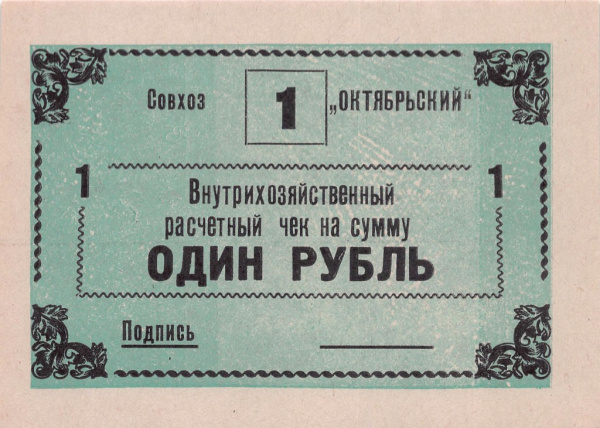 Совхоз 1 „ОКТЯБРЬСКИЙ"
1 1
Внутрихозяйственный
расчетный чек на сумму
ОДИН РУБЛЬ
Подпись